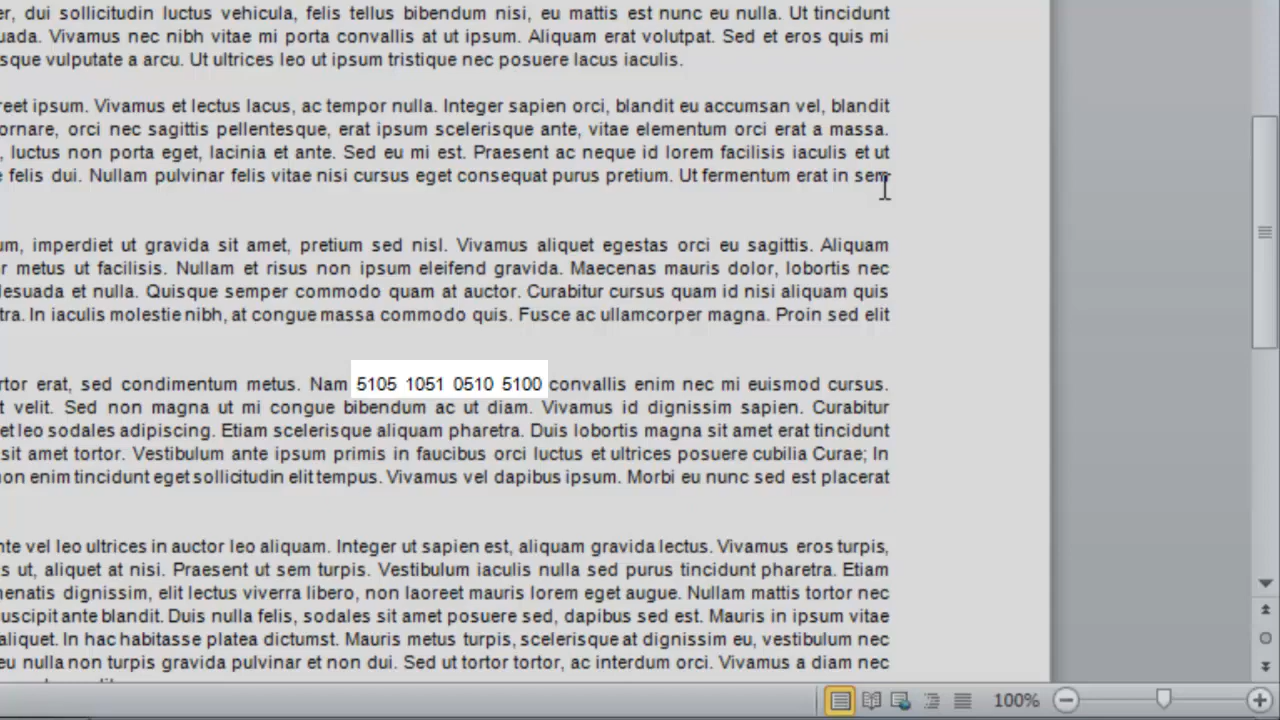 er, dui sollicitudin luctus vehicula, felis tellus bibendum nisi, eu mattis est nunc eu nulla. Ut tincidunt
uada. Vivamus nec nibh vitae mi porta convallis at ut ipsum. Aliquam erat volutpat. Sed et eros quis mi
sque vulputate a arcu. Ut ultrices leo ut ipsum tristique nec posuere lacus iaculis.
reet ipsum. Vivamus et lectus lacus, ac tempor nulla. Integer sapien orci, blandit eu accumsan vel, blandit
ornare, orci nec sagittis pellentesque, erat ipsum scelerisque ante, vitae elementum orci erat a massa.
, luctus non porta eget, lacinia et ante. Sed eu mi est. Praesent ac neque id lorem facilisis iaculis et ut
e felis dui. Nullam pulvinar felis vitae nisi cursus eget consequat purus pretium. Ut fermentum erat in sem
um, imperdiet ut gravida sit amet, pretium sed nisl. Vivamus aliquet egestas orci eu sagittis. Aliquam
r metus ut facilisis. Nullam et risus non ipsum eleifend gravida. Maecenas mauris dolor, lobortis nec
lesuada et nulla. Quisque semper commodo quam at auctor. Curabitur cursus quam id nisi aliquam quis
tra. In iaculis molestie nibh, at congue massa commodo quis. Fusce ac ullamcorper magna. Proin sed elit
rtor erat, sed condimentum metus. Nam 5105 1051 0510 5100 convallis enim nec mi euismod cursus.
t velit. Sed non magna ut mi congue bibendum ac ut diam. Vivamus id dignissim sapien. Curabitur
et leo sodales adipiscing. Etiam scelerisque aliquam pharetra. Duis lobortis magna sit amet erat tincidunt
sit amet tortor. Vestibulum ante ipsum primis in faucibus orci luctus et ultrices posuere cubilia Curae; In
non enim tincidunt eget sollicitudin elit tempus. Vivamus vel dapibus ipsum. Morbi eu nunc sed est placerat
nte vel leo ultrices in auctor leo aliquam. Integer ut sapien est, aliquam gravida lectus. Vivamus eros turpis,
s ut, aliquet at nisi. Praesent ut sem turpis. Vestibulum iaculis nulla sed purus tincidunt pharetra. Etiam
nenatis dignissim, elit lectus viverra libero, non laoreet mauris lorem eget augue. Nullam mattis tortor nec
suscipit ante blandit. Duis nulla felis, sodales sit amet posuere sed, dapibus sed est. Mauris in ipsum vitae
aliquet. In hac habitasse platea dictumst. Mauris metus turpis, scelerisque at dignissim eu, vestibulum nec
eu nulla non turpis gravida pulvinar et non dui. Sed ut tortor tortor, ac interdum orci. Vivamus a diam nec
100%